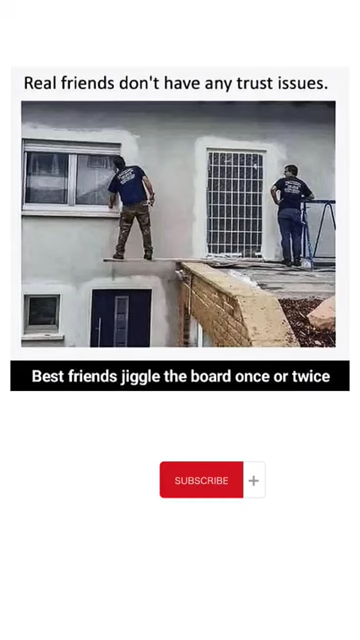 Real friends don't have any trust issues.
Best friends jiggle the board once or twice
SUBSCRIBE
+